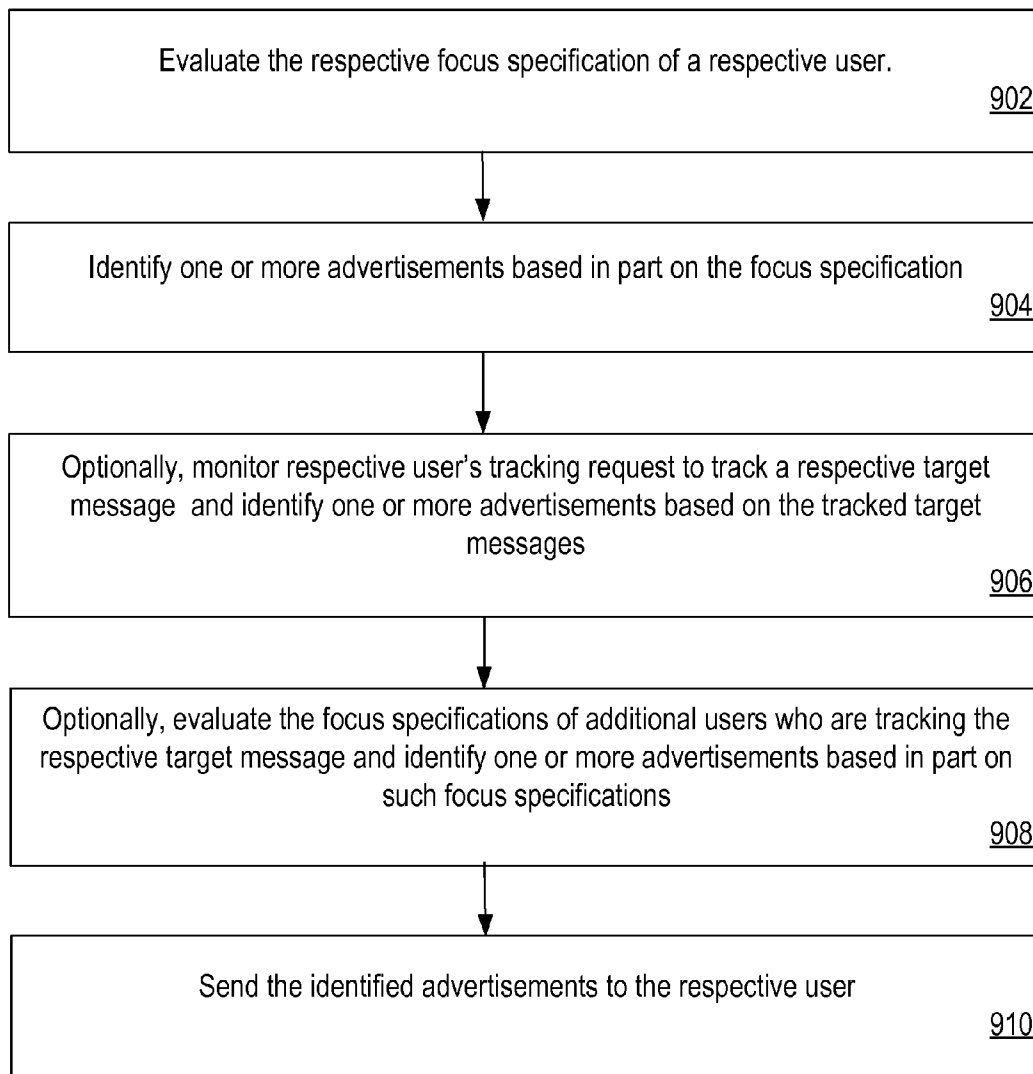 Evaluate the respective focus specification of a respective user.
902
Identify one or more advertisements based in part on the focus specification
904
Optionally, monitor respective user's tracking request to track a respective target
message and identify one or more advertisements based on the tracked target
messages
906
Optionally, evaluate the focus specifications of additional users who are tracking the
respective target message and identify one or more advertisements based in part on
such focus specifications
908
Send the identified advertisements to the respective user
910